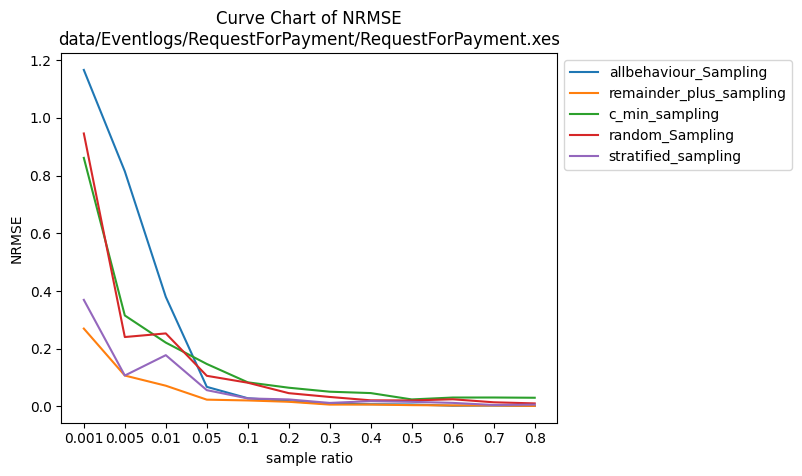 Curve Chart of NRMSE
data/Eventlogs/RequestForPayment/RequestForPayment.xes
allbehaviour_Sampling
remainder_plus_sampling
c_min_sampling
random_Sampling
stratified_sampling
NRMSE
1.2
1.0
0.8
0.6
0.4
0.2
0.0
0.001 0.005 0.01 0.05 0.1 0.2 0.3 0.4 0.5 0.6 0.7 0.8
sample ratio